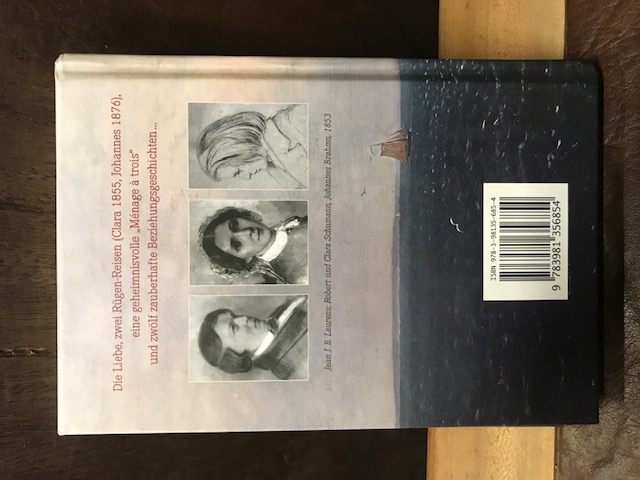 Die Liebe, zwei Rügen-Reisen (Clara 1855, Johannes 1876),
eine geheimnisvolle „Ménage à trois“
und zwölf zauberhafte Beziehungsgeschichten...
Jean J. B. Laurens: Robert und Clara Schumann, Johannes Brahms, 1853
ISBN 978-3-98135-685-4
9 783981 356854